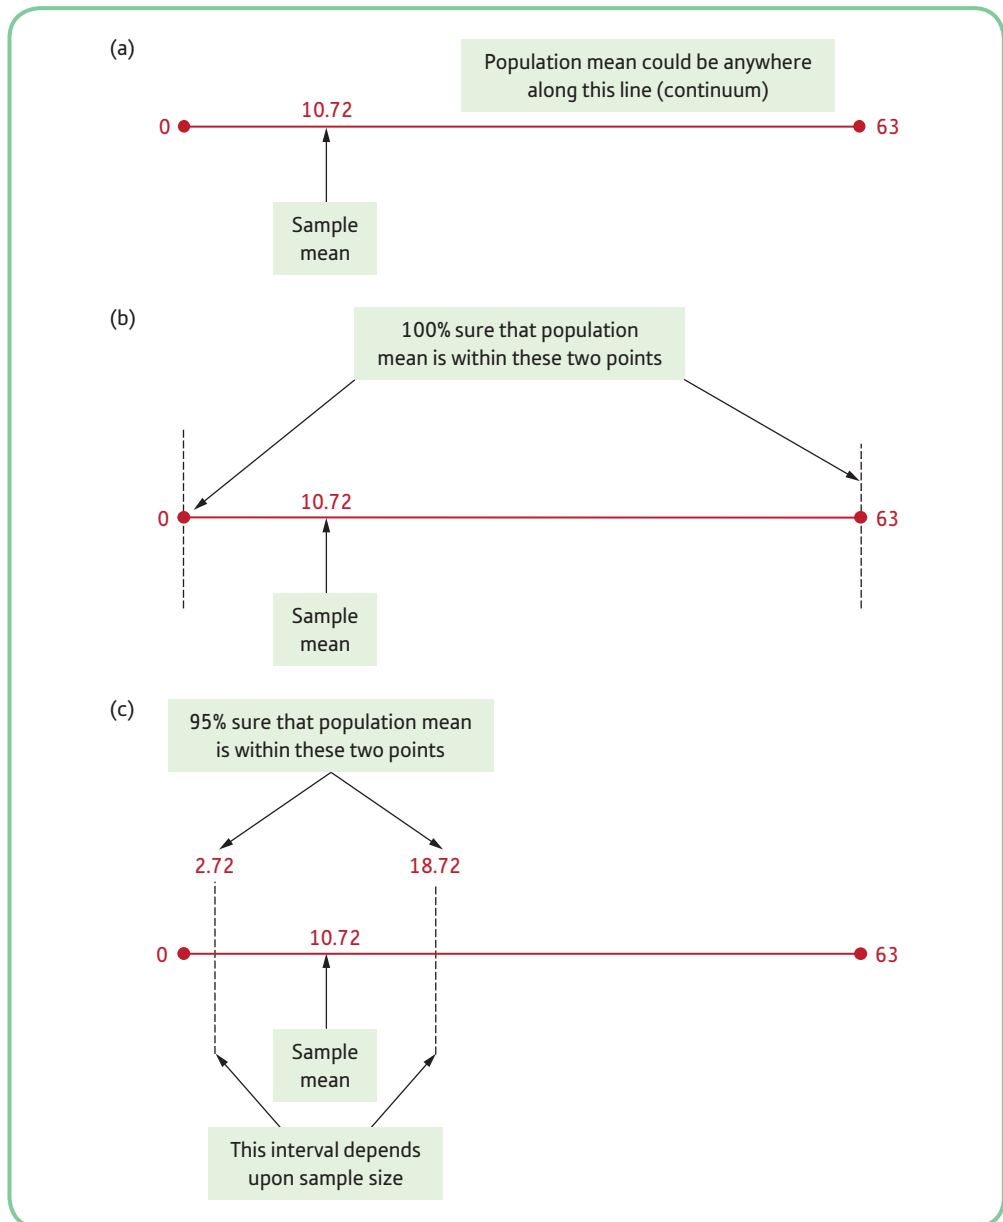 (a)
Population mean could be anywhere
along this line (continuum)
10.72
0
63
Sample
mean
(b)
100% sure that population
mean is within these two points
10.72
0
63
Sample
mean
(c)
95% sure that population mean
is within these two points
2.72
18.72
10.72
0
63
Sample
mean
This interval depends
upon sample size